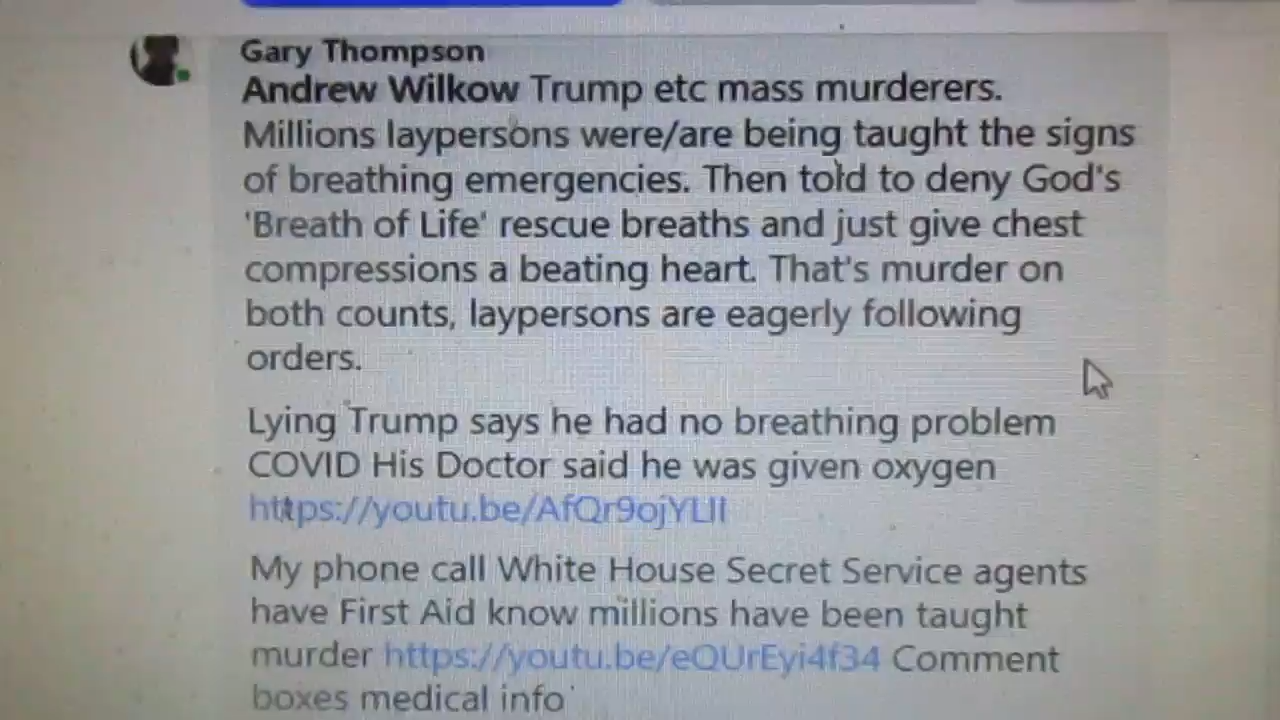 Gary Thompson
Andrew Wilkow Trump etc mass murderers.
Millions laypersons were/are being taught the signs
of breathing emergencies. Then told to deny God's
'Breath of Life' rescue breaths and just give chest
compressions a beating heart. That's murder on
both counts, laypersons are eagerly following
orders.
Lying Trump says he had no breathing problem
COVID His Doctor said he was given oxygen
https://youtu.be/AfQr9ojYLII
My phone call White House Secret Service agents
have First Aid know millions have been taught
murder https://youtu.be/eQUrEyi4f34 Comment
boxes medical info